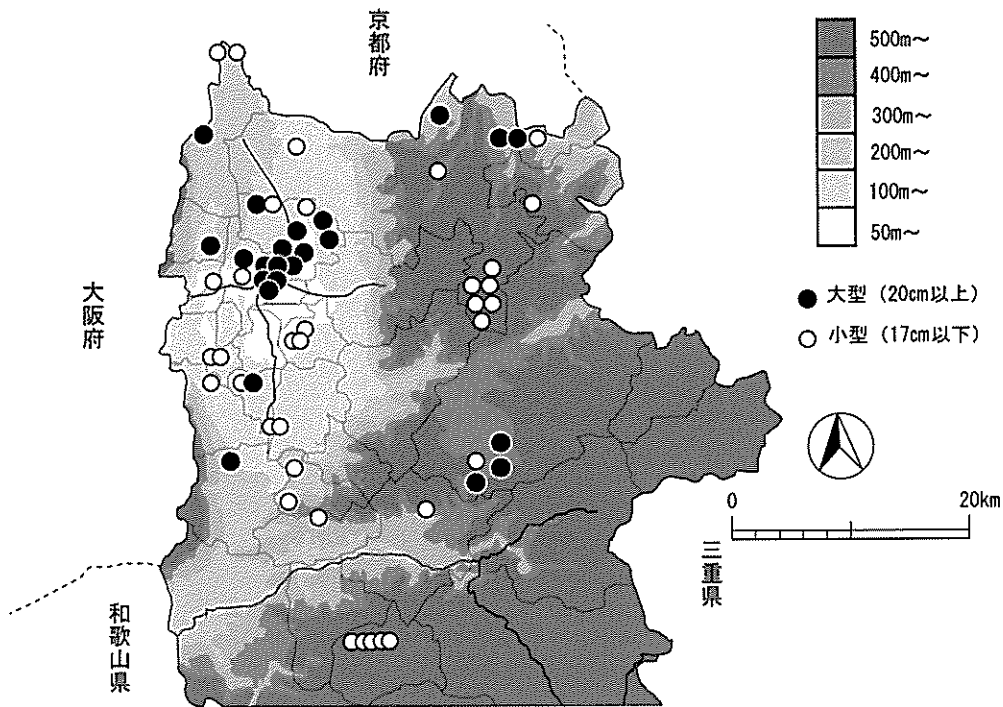 京都府
大阪府
和歌山県
三重県
500m～
400m～
300m～
200m～
100m～
50m～
大型（20cm以上）
小型（17cm以下）
0 20km